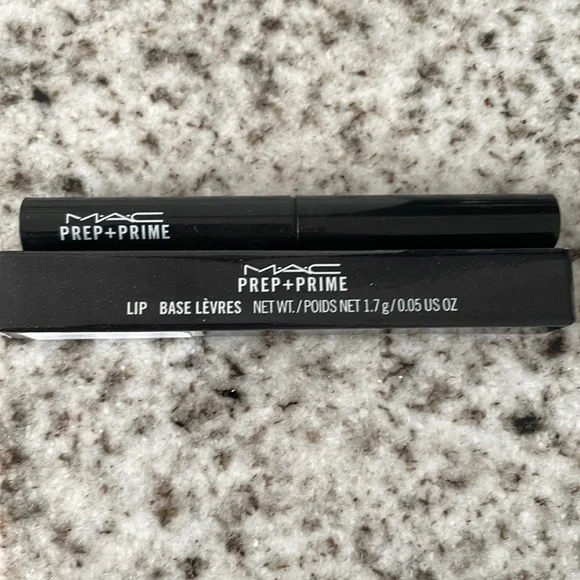 MAC
PREP+PRIME
MAC
PREP+PRIME
LIP BASE LÈVRES NET WT./POIDS NET 1.7 g/0.05 US OZ